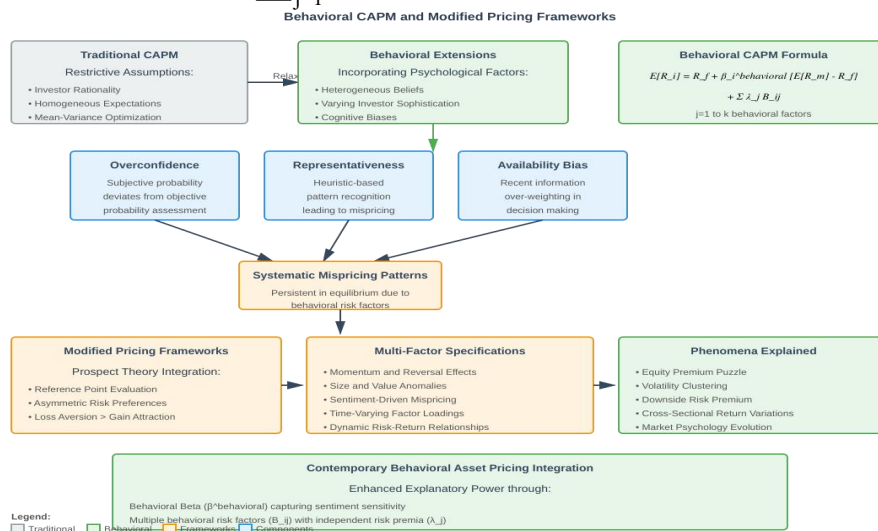 Behavioral CAPM and Modified Pricing Frameworks
Traditional CAPM
Restrictive Assumptions:
• Investor Rationality
• Homogeneous Expectations
• Mean-Variance Optimization
Relax
Behavioral Extensions
Incorporating Psychological Factors:
• Heterogeneous Beliefs
• Varying Investor Sophistication
• Cognitive Biases
Behavioral CAPM Formula
E[R_i] = R_f + β_i^behavioral [E[R_m] - R_f]
+ Σ λ_j B_ij
j=1 to k behavioral factors
Overconfidence
Subjective probability
deviates from objective
probability assessment
Representativeness
Heuristic-based
pattern recognition
leading to mispricing
Availability Bias
Recent information
over-weighting in
decision making
Systematic Mispricing Patterns
Persistent in equilibrium due to
behavioral risk factors
Modified Pricing Frameworks
Prospect Theory Integration:
• Reference Point Evaluation
• Asymmetric Risk Preferences
• Loss Aversion > Gain Attraction
Multi-Factor Specifications
• Momentum and Reversal Effects
• Size and Value Anomalies
• Sentiment-Driven Mispricing
• Time-Varying Factor Loadings
• Dynamic Risk-Return Relationships
Phenomena Explained
• Equity Premium Puzzle
• Volatility Clustering
• Downside Risk Premium
• Cross-Sectional Return Variations
• Market Psychology Evolution
Contemporary Behavioral Asset Pricing Integration
Enhanced Explanatory Power through:
Behavioral Beta (β^behavioral) capturing sentiment sensitivity
Multiple behavioral risk factors (B_ij) with independent risk premia (λ_j)
Legend:
Traditional
Behavioral
Frameworks
Components